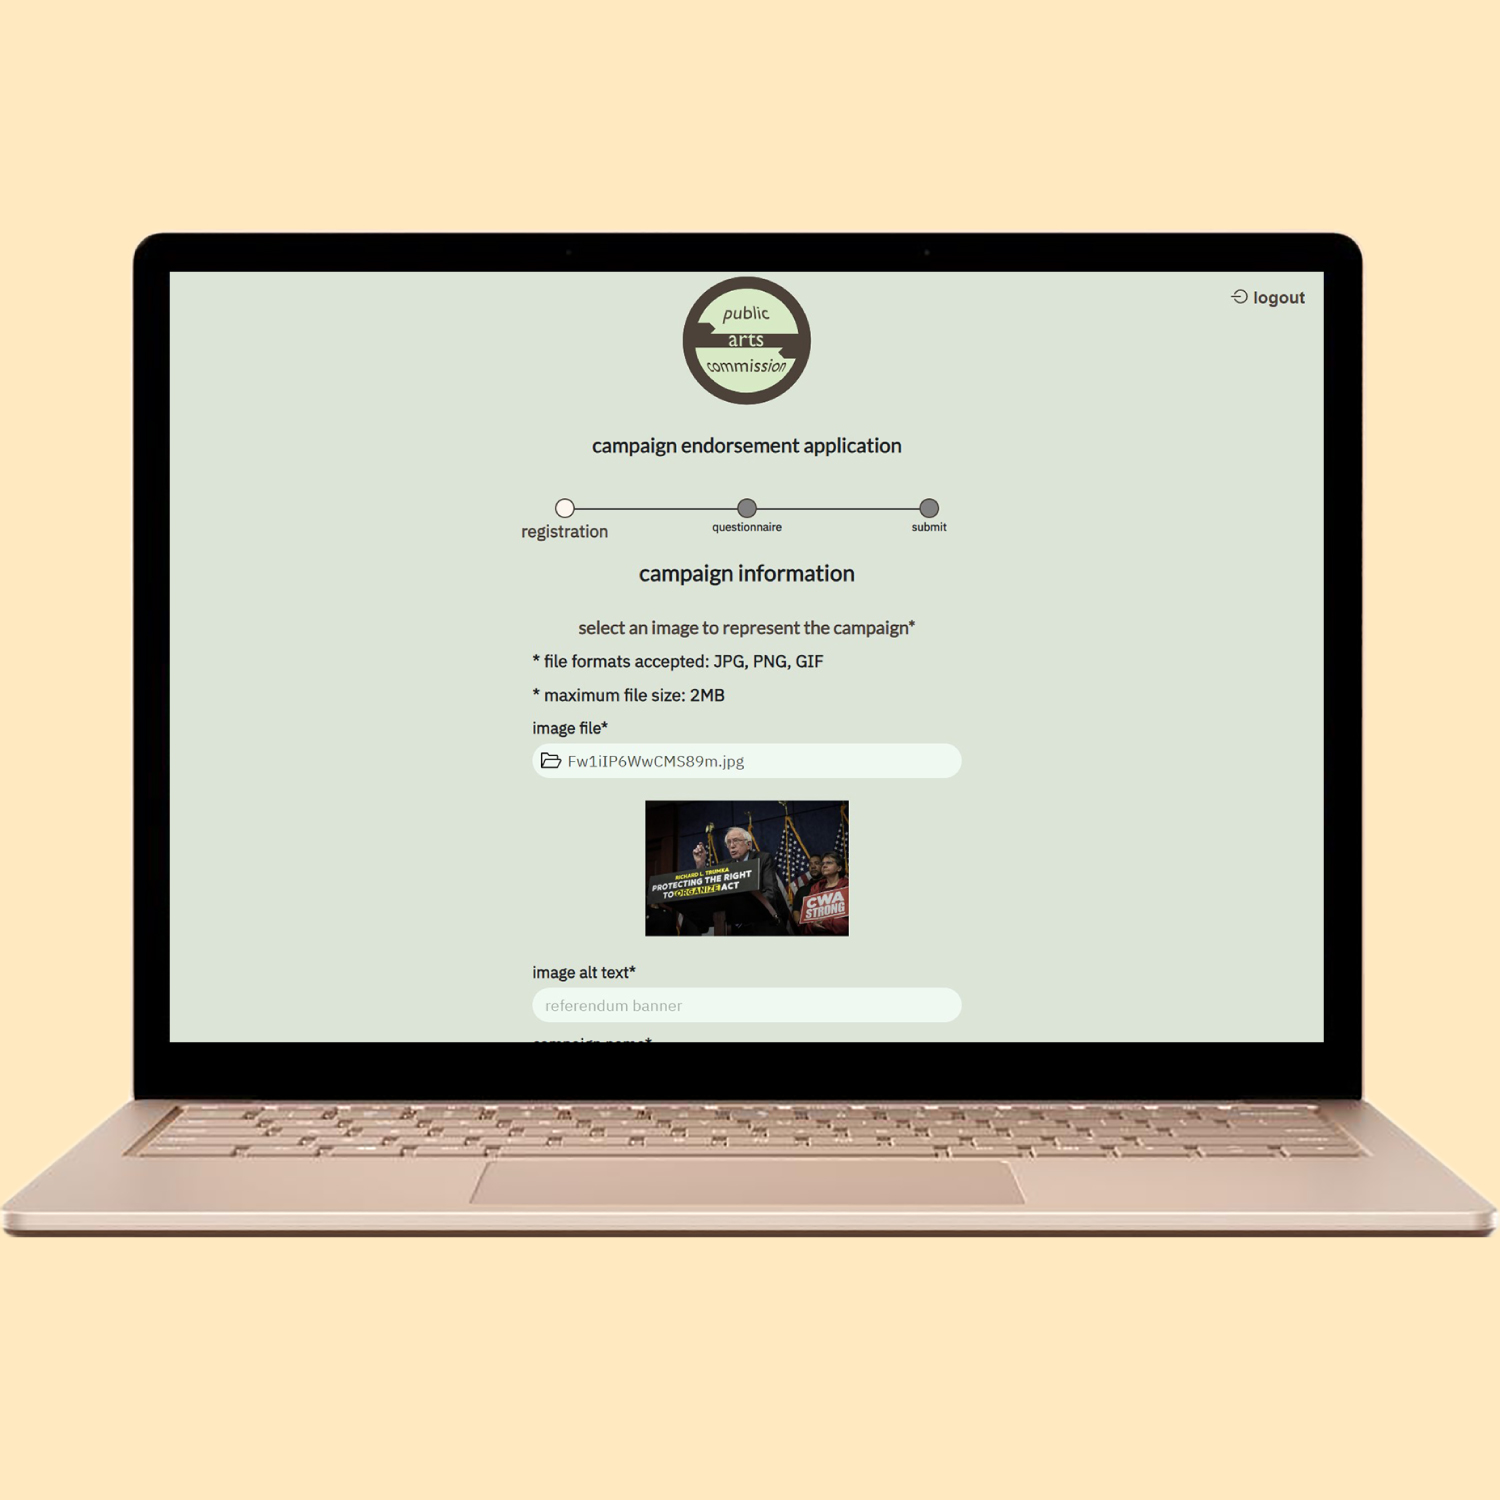 logout
public
arts
commission
campaign endorsement application
registration
questionnaire
submit
campaign information
select an image to represent the campaign*
* file formats accepted: JPG, PNG, GIF
* maximum file size: 2MB
image file*
Fw1iIP6WwCMS89m.jpg
RICHARD L. TRUMKA
PROTECTING THE RIGHT
TO ORGANIZE ACT
CWA
STRONG
image alt text*
referendum banner
campaign name*